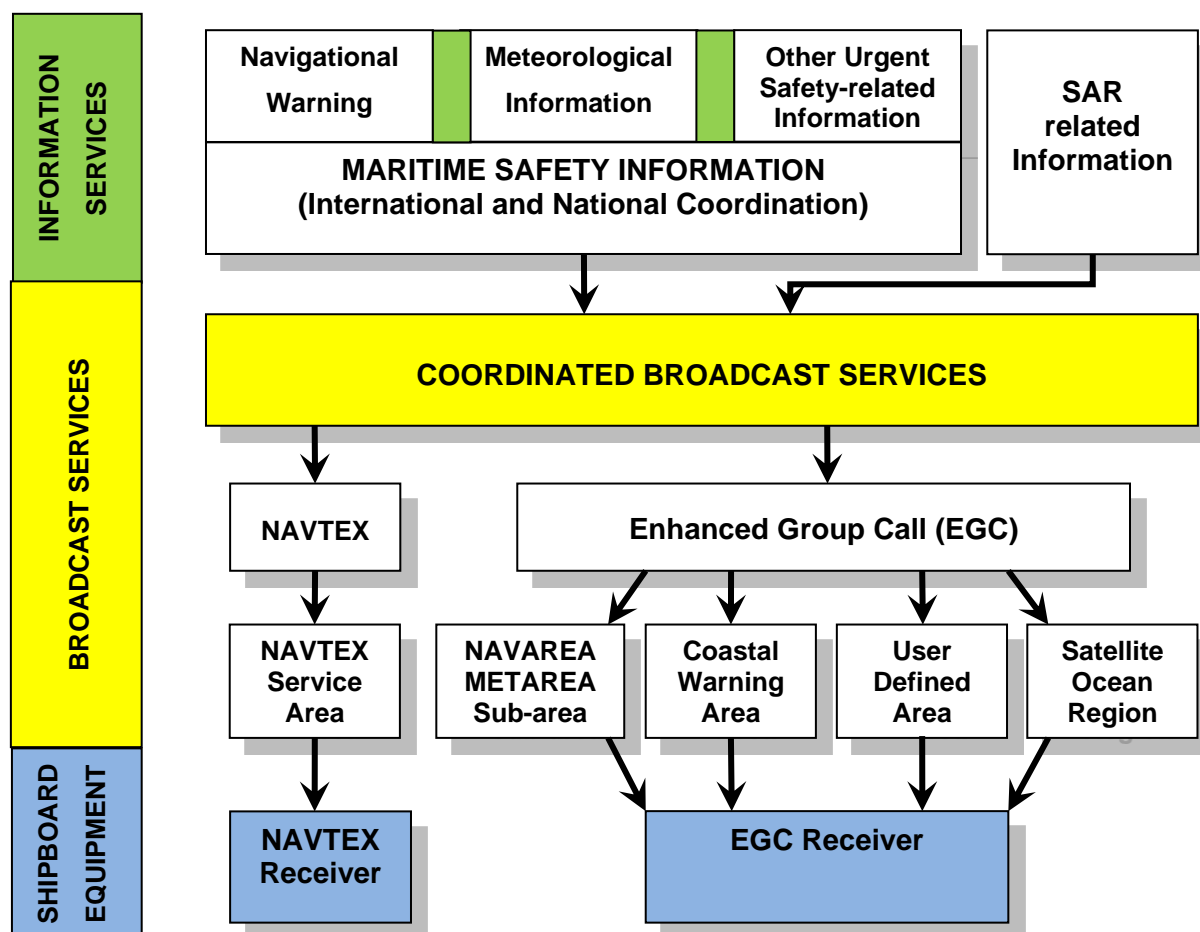 INFORMATION
SERVICES
Navigational
Warning
Meteorological
Information
Other Urgent
Safety-related
Information
MARITIME SAFETY INFORMATION
(International and National Coordination)
SAR
related
Information
BROADCAST SERVICES
COORDINATED BROADCAST SERVICES
NAVTEX
Enhanced Group Call (EGC)
NAVTEX
Service
Area
NAVAREA
METAREA
Sub-area
Coastal
Warning
Area
User
Defined
Area
Satellite
Ocean
Region
SHIPBOARD
EQUIPMENT
NAVTEX
Receiver
EGC Receiver